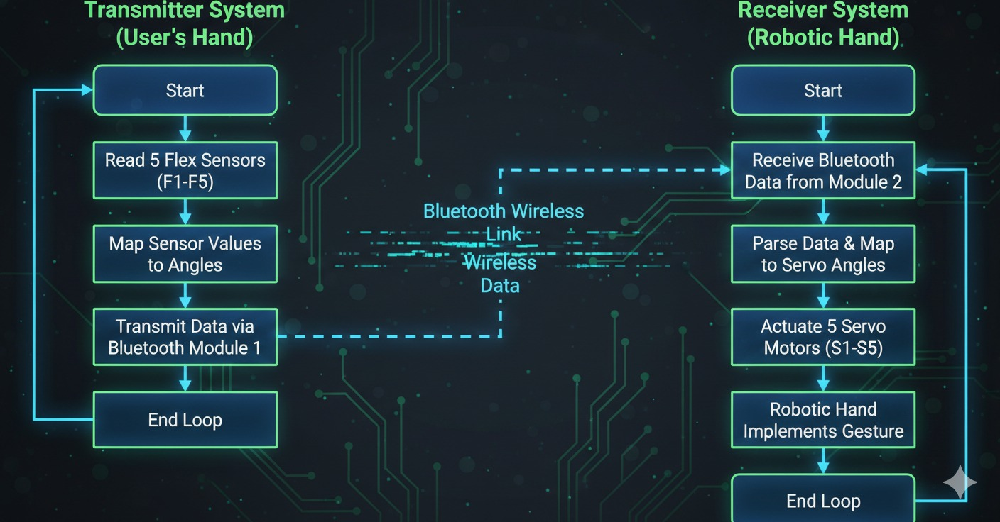 Transmitter System
(User's Hand)
Start
Read 5 Flex Sensors
(F1-F5)
Map Sensor Values
to Angles
Transmit Data via
Bluetooth Module 1
End Loop
Bluetooth Wireless
Link
Wireless
Data
Receiver System
(Robotic Hand)
Start
Receive Bluetooth
Data from Module 2
Parse Data & Map
to Servo Angles
Actuate 5 Servo
Motors (S1-S5)
Robotic Hand
Implements Gesture
End Loop